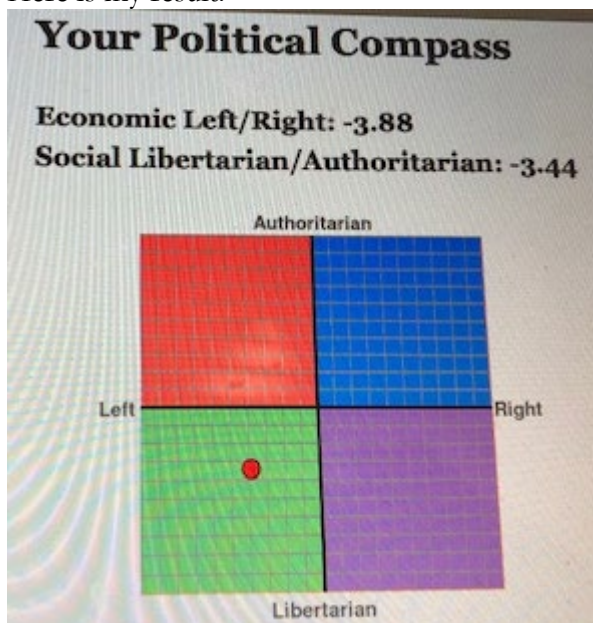 Your Political Compass
Economic Left/Right: -3.88
Social Libertarian/Authoritarian: -3.44
Authoritarian
Left
Right
Libertarian